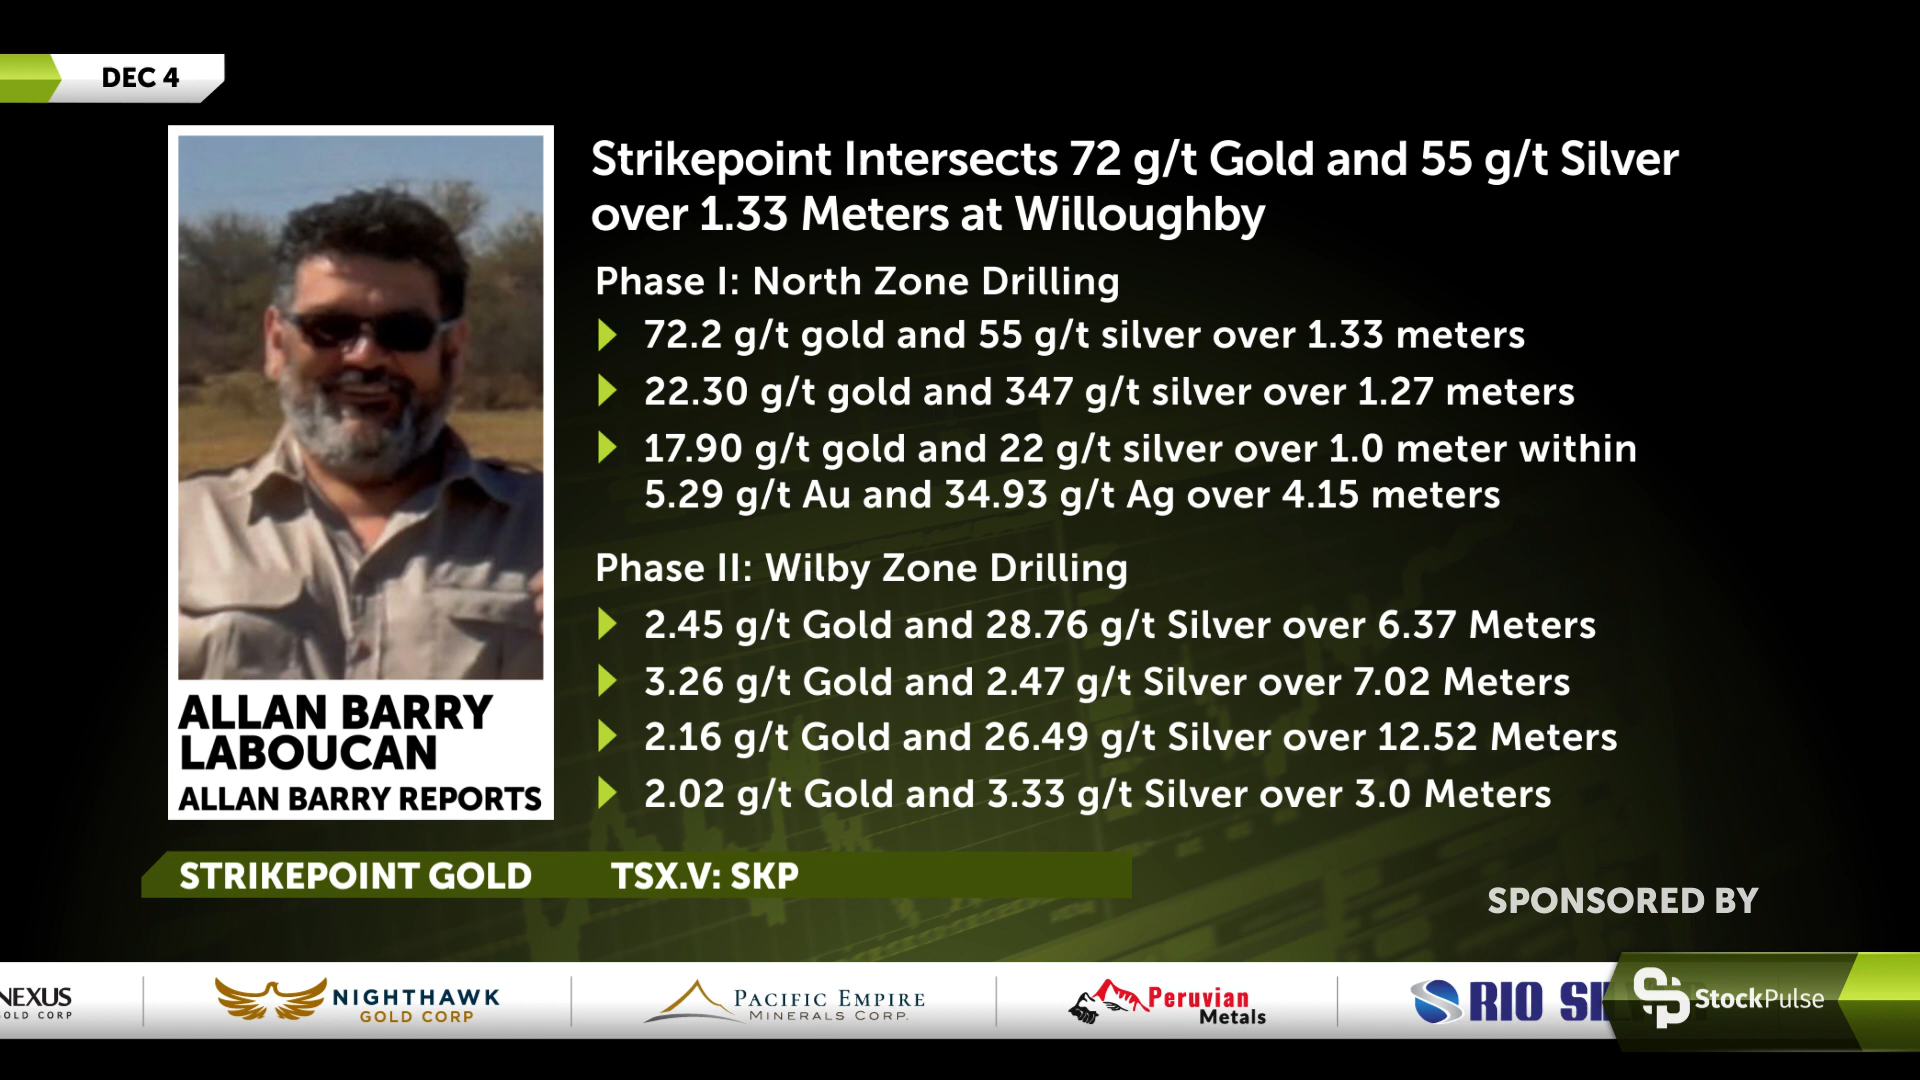 DEC 4
Strikepoint Intersects 72 g/t Gold and 55 g/t Silver
over 1.33 Meters at Willoughby
Phase I: North Zone Drilling
72.2 g/t gold and 55 g/t silver over 1.33 meters
22.30 g/t gold and 347 g/t silver over 1.27 meters
17.90 g/t gold and 22 g/t silver over 1.0 meter within
5.29 g/t Au and 34.93 g/t Ag over 4.15 meters
Phase II: Wilby Zone Drilling
2.45 g/t Gold and 28.76 g/t Silver over 6.37 Meters
3.26 g/t Gold and 2.47 g/t Silver over 7.02 Meters
2.16 g/t Gold and 26.49 g/t Silver over 12.52 Meters
2.02 g/t Gold and 3.33 g/t Silver over 3.0 Meters
ALLAN BARRY
LABOUCAN
ALLAN BARRY REPORTS
STRIKEPOINT GOLD TSX.V: SKP
SPONSORED BY
NEXUS
OLD CORP
NIGHTHAWK
GOLD CORP
PACIFIC EMPIRE
MINERALS CORP.
Peruvian
Metals
RIO
StockPulse